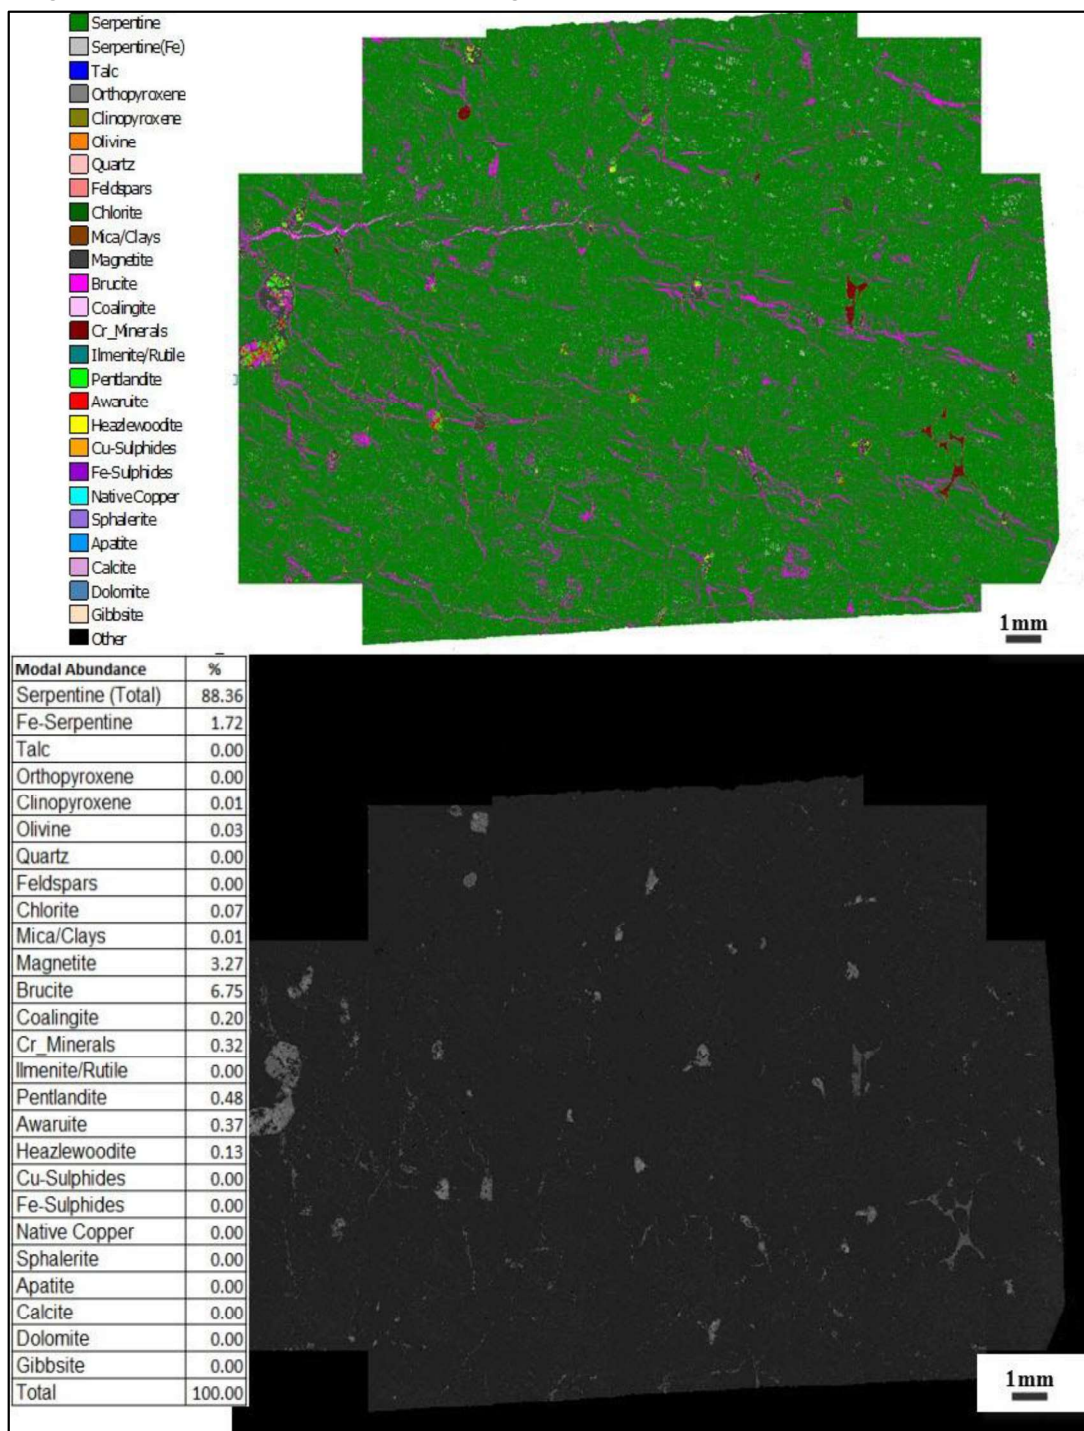 Serpentine
Serpentine(Fe)
Talc
Orthopyroxene
Clinopyroxene
Olivine
Quartz
Feldspars
Chlorite
Mica/Clays
Magnetite
Brucite
Coalingite
Cr_Minerals
Ilmenite/Rutile
Pentlandite
Awaruite
Heazlewoodite
Cu-Sulphides
Fe-Sulphides
Native Copper
Sphalerite
Apatite
Calcite
Dolomite
Gibbsite
Other
1mm
Modal Abundance %
Serpentine (Total) 88.36
Fe-Serpentine 1.72
Talc 0.00
Orthopyroxene 0.00
Clinopyroxene 0.01
Olivine 0.03
Quartz 0.00
Feldspars 0.00
Chlorite 0.07
Mica/Clays 0.01
Magnetite 3.27
Brucite 6.75
Coalingite 0.20
Cr_Minerals 0.32
Ilmenite/Rutile 0.00
Pentlandite 0.48
Awaruite 0.37
Heazlewoodite 0.13
Cu-Sulphides 0.00
Fe-Sulphides 0.00
Native Copper 0.00
Sphalerite 0.00
Apatite 0.00
Calcite 0.00
Dolomite 0.00
Gibbsite 0.00
Total 100.00
1mm